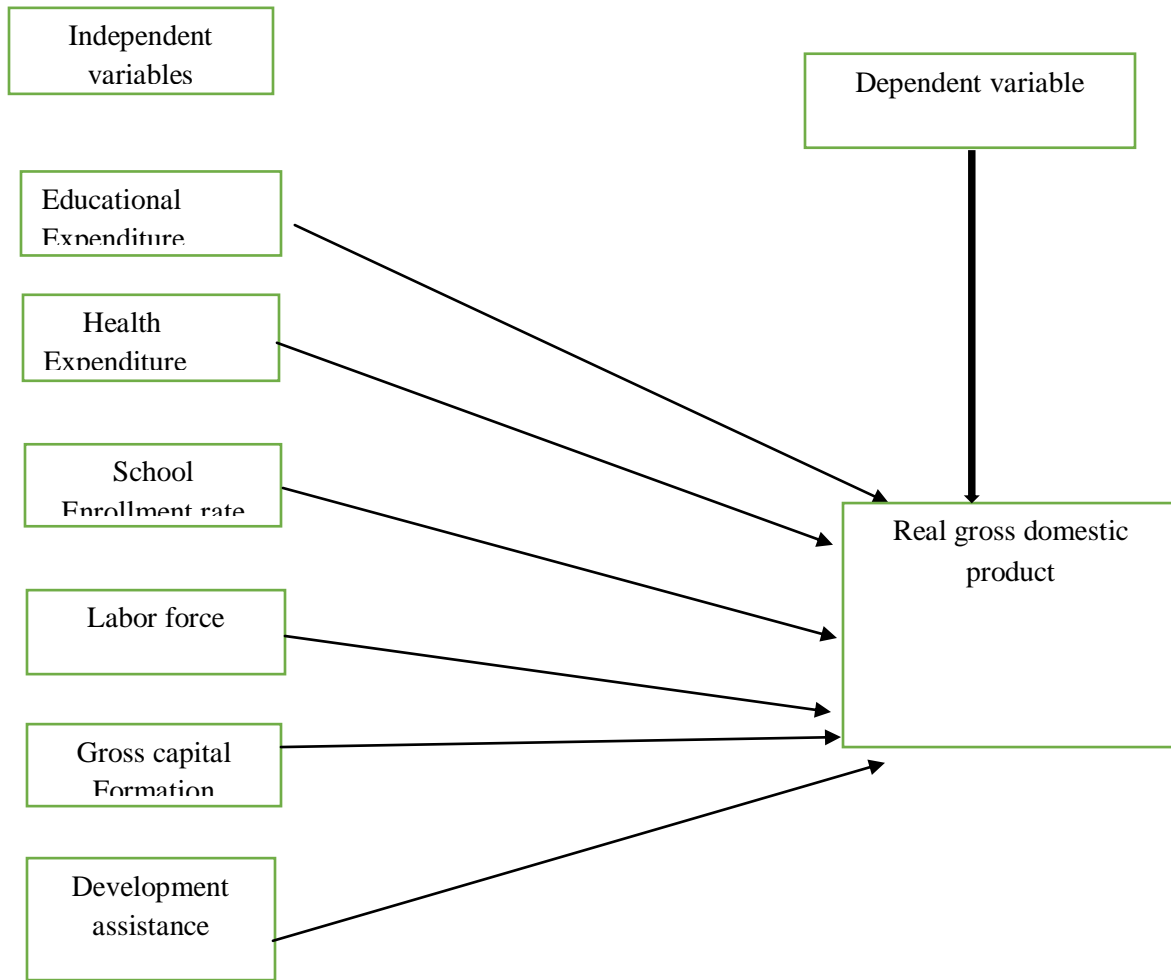 Independent
variables
Dependent variable
Educational
Expenditure
Health
Expenditure
School
Enrollment rate
Labor force
Gross capital
Formation
Development
assistance
Real gross domestic
product